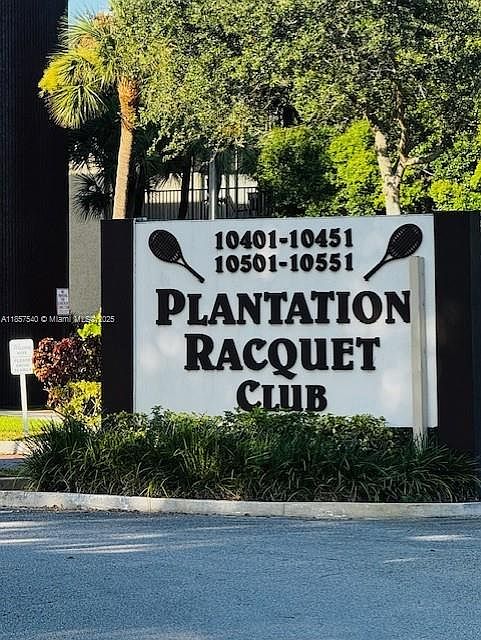 10401-10451
10501-10551
PLANTATION
RACQUET
CLUB
A11857540 © Miami MLS 2025